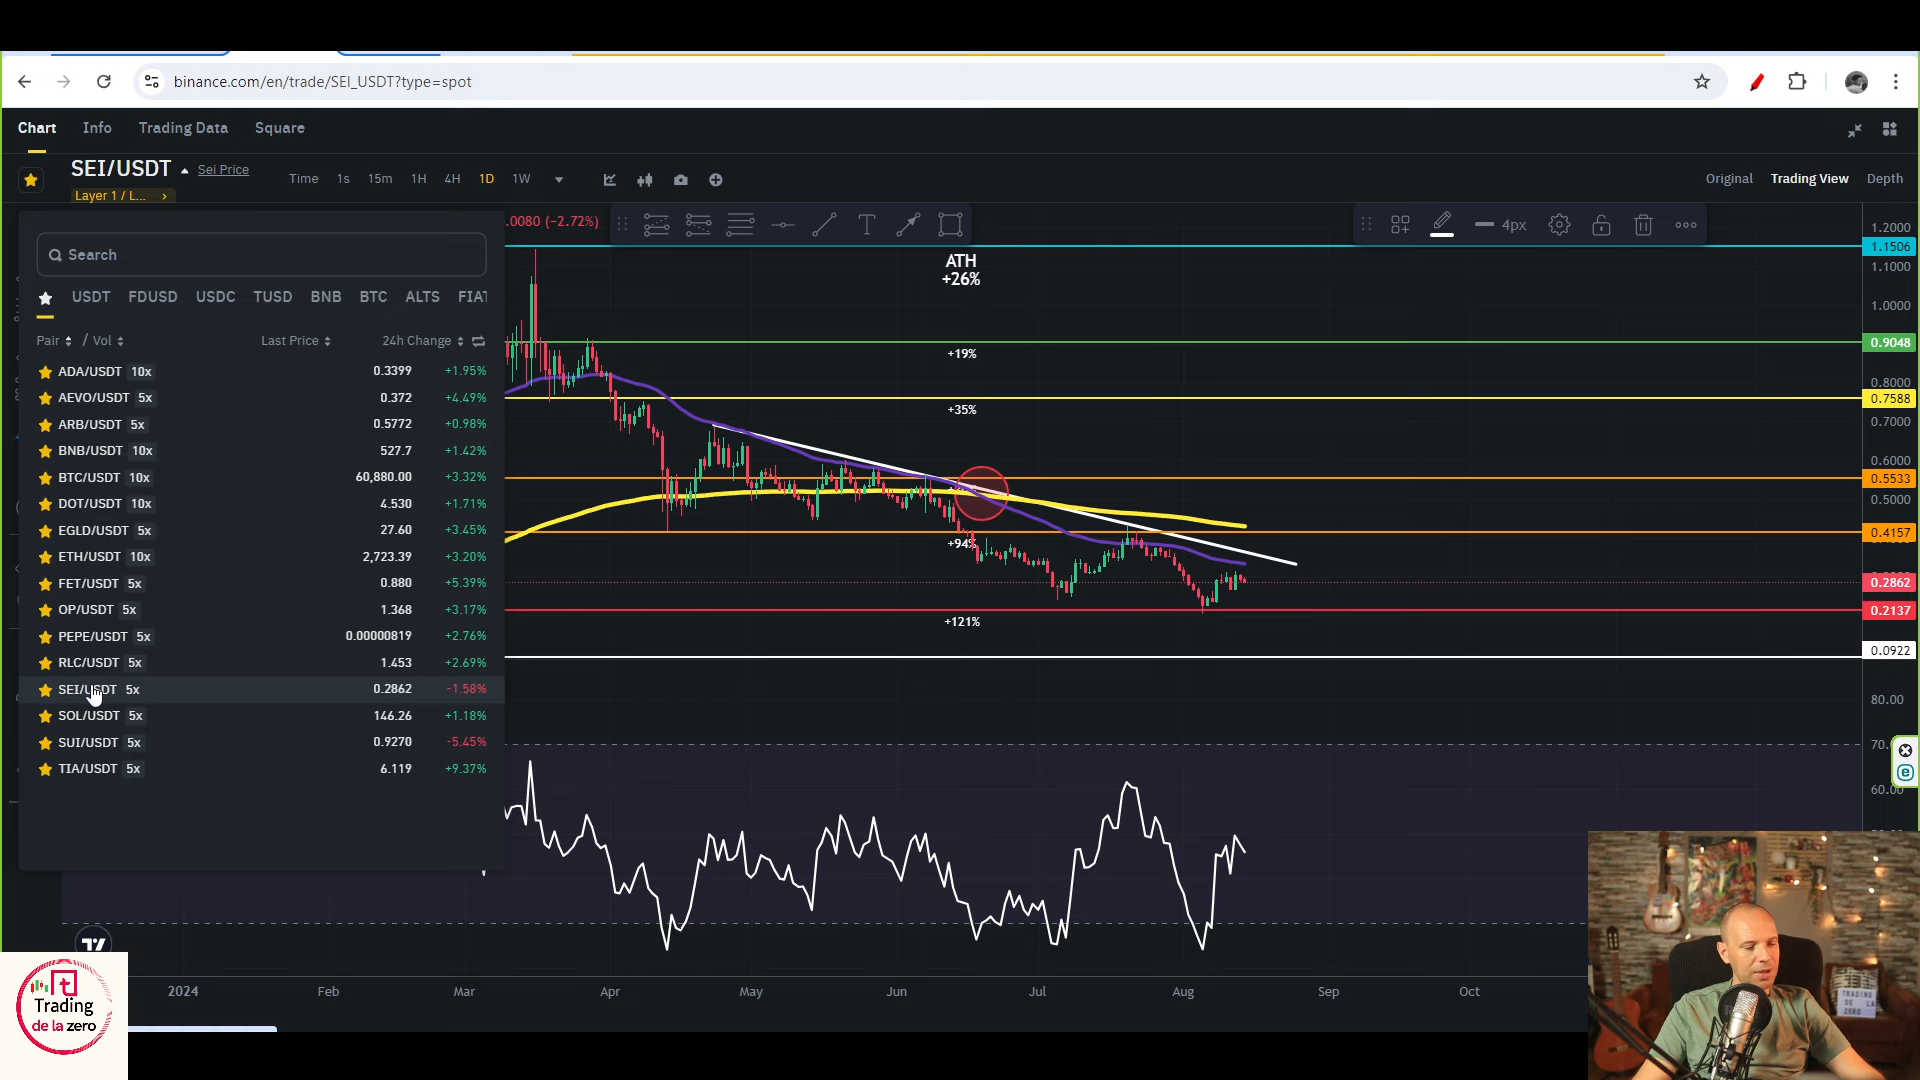 binance.com/en/trade/SEI_USDT?type=spot
Chart Info Trading Data Square
SEI/USDT Sei Price
Layer 1 / L...
Time 1s 15m 1H 4H 1D 1W
Original Trading View Depth
.0080 (−2.72%)
4px
Search
USDT FDUSD USDC TUSD BNB BTC ALTS FIAT
Pair / Vol Last Price 24h Change
ADA/USDT 10x 0.3399 +1.95%
AEVO/USDT 5x 0.372 +4.49%
ARB/USDT 5x 0.5772 +0.98%
BNB/USDT 10x 527.7 +1.42%
BTC/USDT 10x 60,880.00 +3.32%
DOT/USDT 10x 4.530 +1.71%
EGLD/USDT 5x 27.60 +3.45%
ETH/USDT 10x 2,723.39 +3.20%
FET/USDT 5x 0.880 +5.39%
OP/USDT 5x 1.368 +3.17%
PEPE/USDT 5x 0.00000819 +2.76%
RLC/USDT 5x 1.453 +2.69%
SEI/USDT 5x 0.2862 -1.58%
SOL/USDT 5x 146.26 +1.18%
SUI/USDT 5x 0.9270 -5.45%
TIA/USDT 5x 6.119 +9.37%
ATH
+26%
+19%
+35%
+94%
+121%
1.2000
1.1506
1.1000
1.0000
0.9048
0.8000
0.7588
0.7000
0.6000
0.5533
0.5000
0.4157
0.2862
0.2137
0.0922
80.00
70.
60.00
2024 Feb Mar Apr May Jun Jul Aug Sep Oct
Trading
de la zero
TRADING
DE LA
ZERO